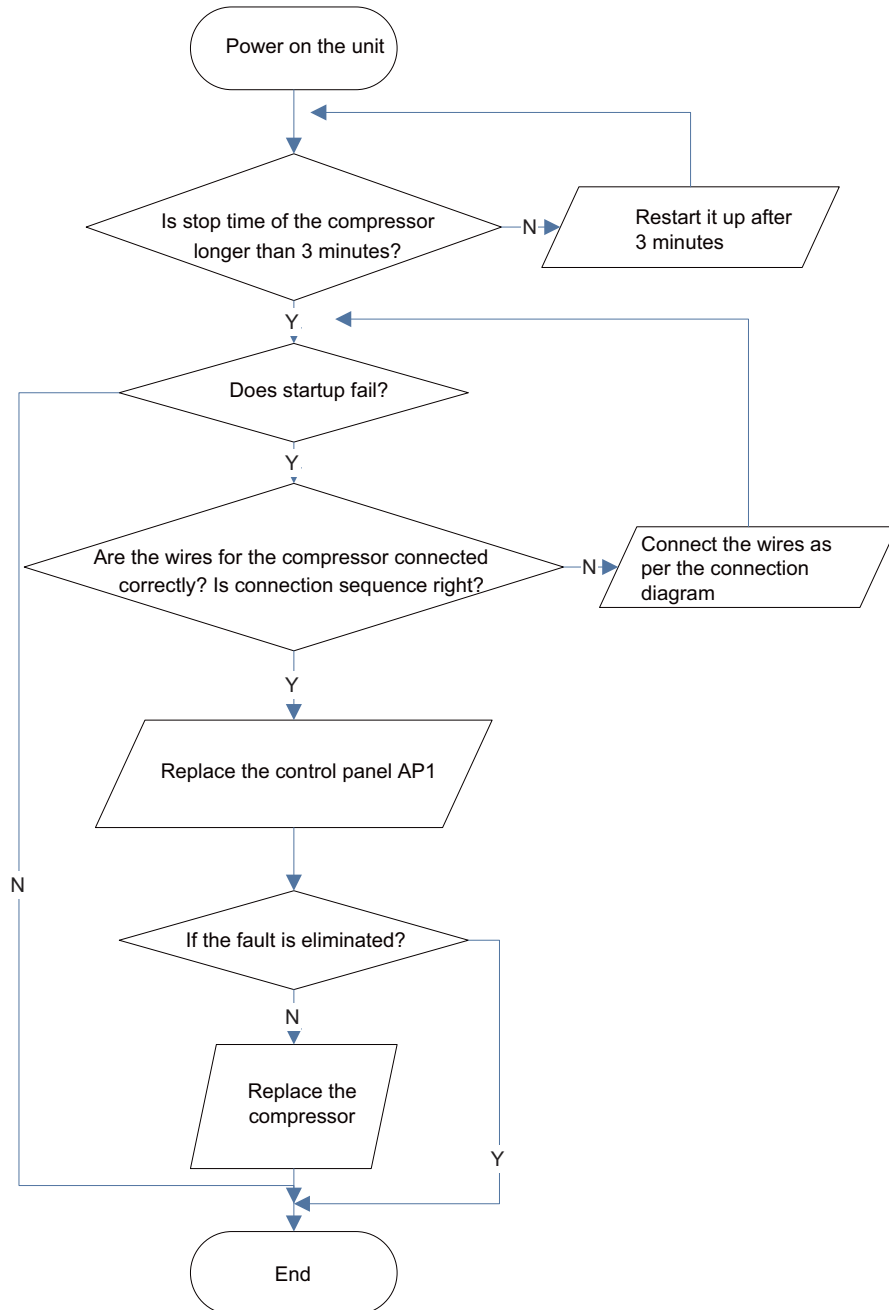 Power on the unit
Is stop time of the compressor
longer than 3 minutes?
N
Restart it up after
3 minutes
Y
Does startup fail?
Y
Are the wires for the compressor connected
correctly? Is connection sequence right?
N
Connect the wires as
per the connection
diagram
Y
Replace the control panel AP1
N
If the fault is eliminated?
N
Replace the
compressor
Y
End